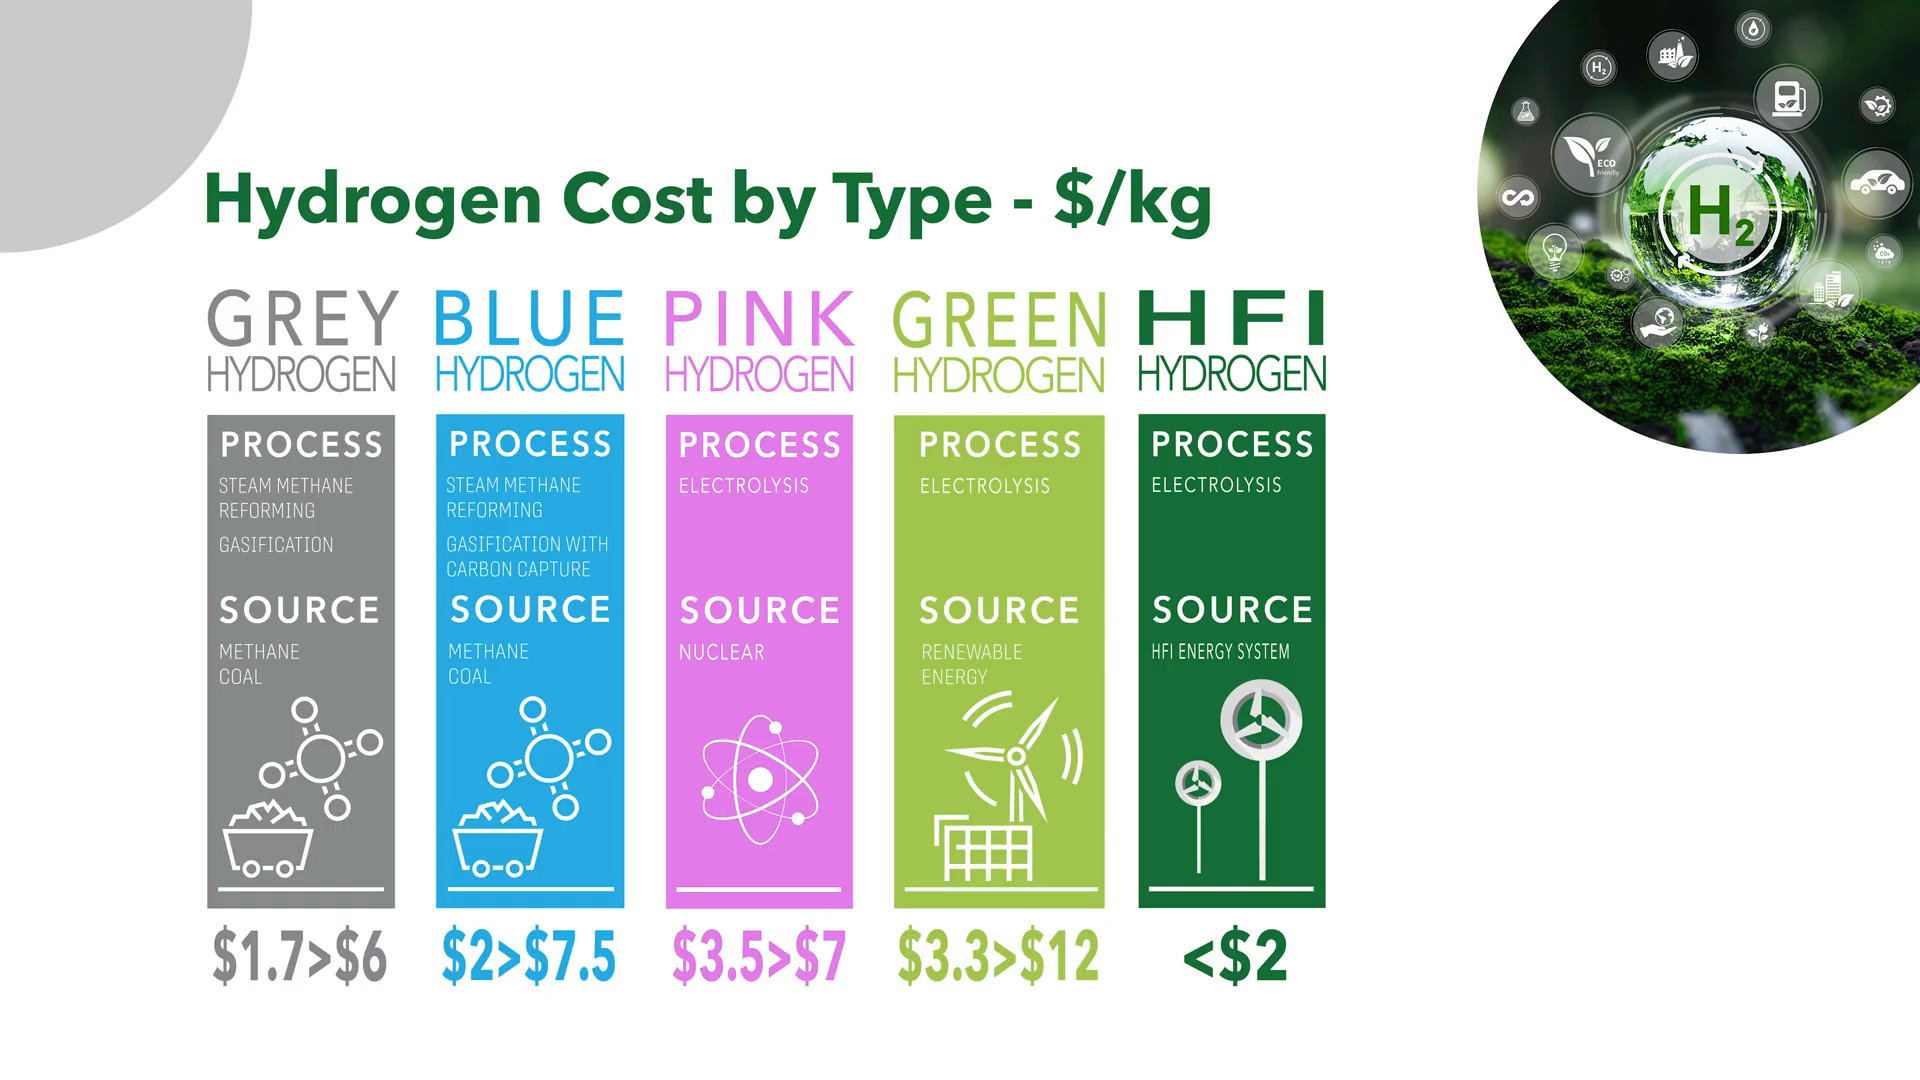 Hydrogen Cost by Type - $/kg
GREY
HYDROGEN
PROCESS
STEAM METHANE
REFORMING
GASIFICATION
SOURCE
METHANE
COAL
$1.7>$6
BLUE
HYDROGEN
PROCESS
STEAM METHANE
REFORMING
GASIFICATION WITH
CARBON CAPTURE
SOURCE
METHANE
COAL
$2>$7.5
PINK
HYDROGEN
PROCESS
ELECTROLYSIS
SOURCE
NUCLEAR
$3.5>$7
GREEN
HYDROGEN
PROCESS
ELECTROLYSIS
SOURCE
RENEWABLE
ENERGY
$3.3>$12
HFI
HYDROGEN
PROCESS
ELECTROLYSIS
SOURCE
HFI ENERGY SYSTEM
<$2
H2
ECO
friendly
H2
CO2